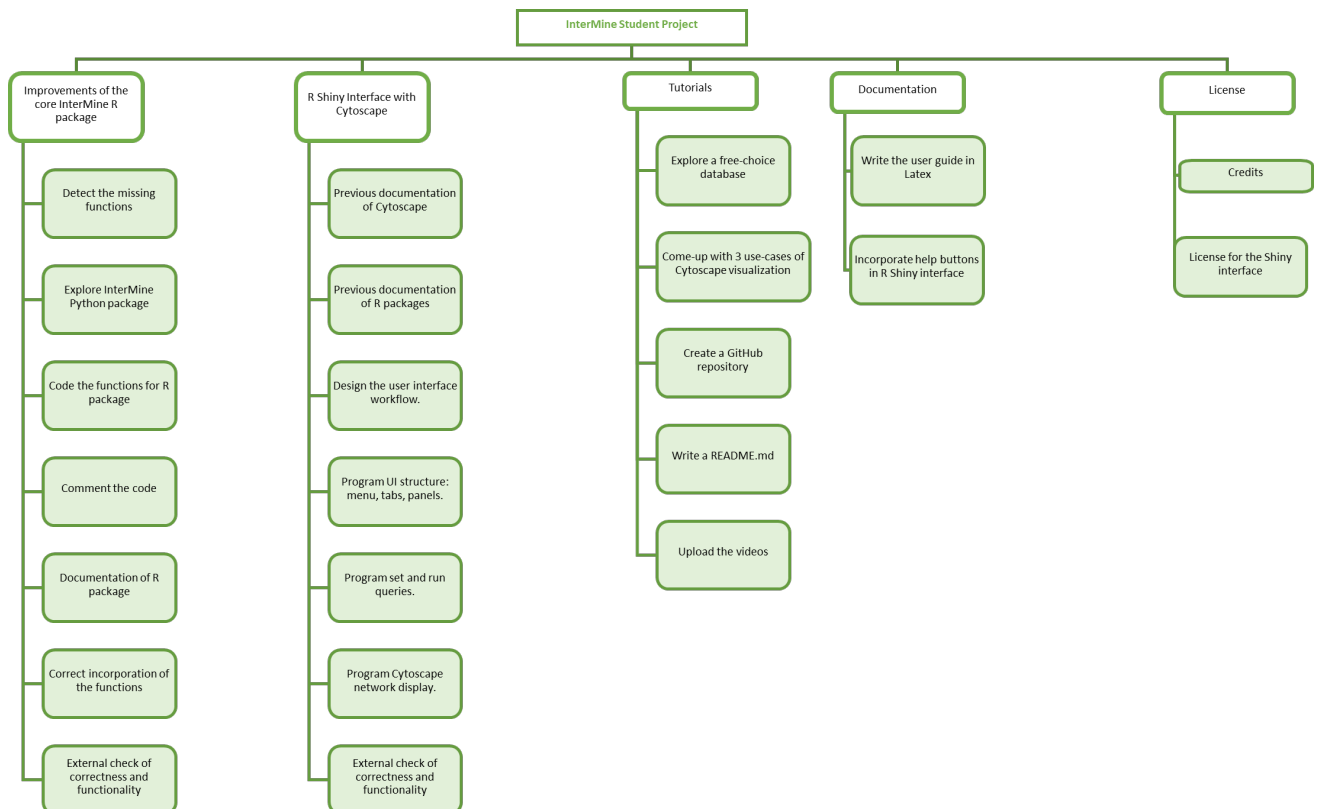 InterMine Student Project
Improvements of the
core InterMine R
package
Detect the missing
functions
Explore InterMine
Python package
Code the functions for R
package
Comment the code
Documentation of R
package
Correct incorporation of
the functions
External check of
correctness and
functionality
R Shiny Interface with
Cytoscape
Previous documentation
of Cytoscape
Previous documentation
of R packages
Design the user interface
workflow.
Program UI structure:
menu, tabs, panels.
Program set and run
queries.
Program Cytoscape
network display.
External check of
correctness and
functionality
Tutorials
Explore a free-choice
database
Come-up with 3 use-cases of
Cytoscape visualization
Create a GitHub
repository
Write a README.md
Upload the videos
Documentation
Write the user guide in
Latex
Incorporate help buttons
in R Shiny interface
License
Credits
License for the Shiny
interface